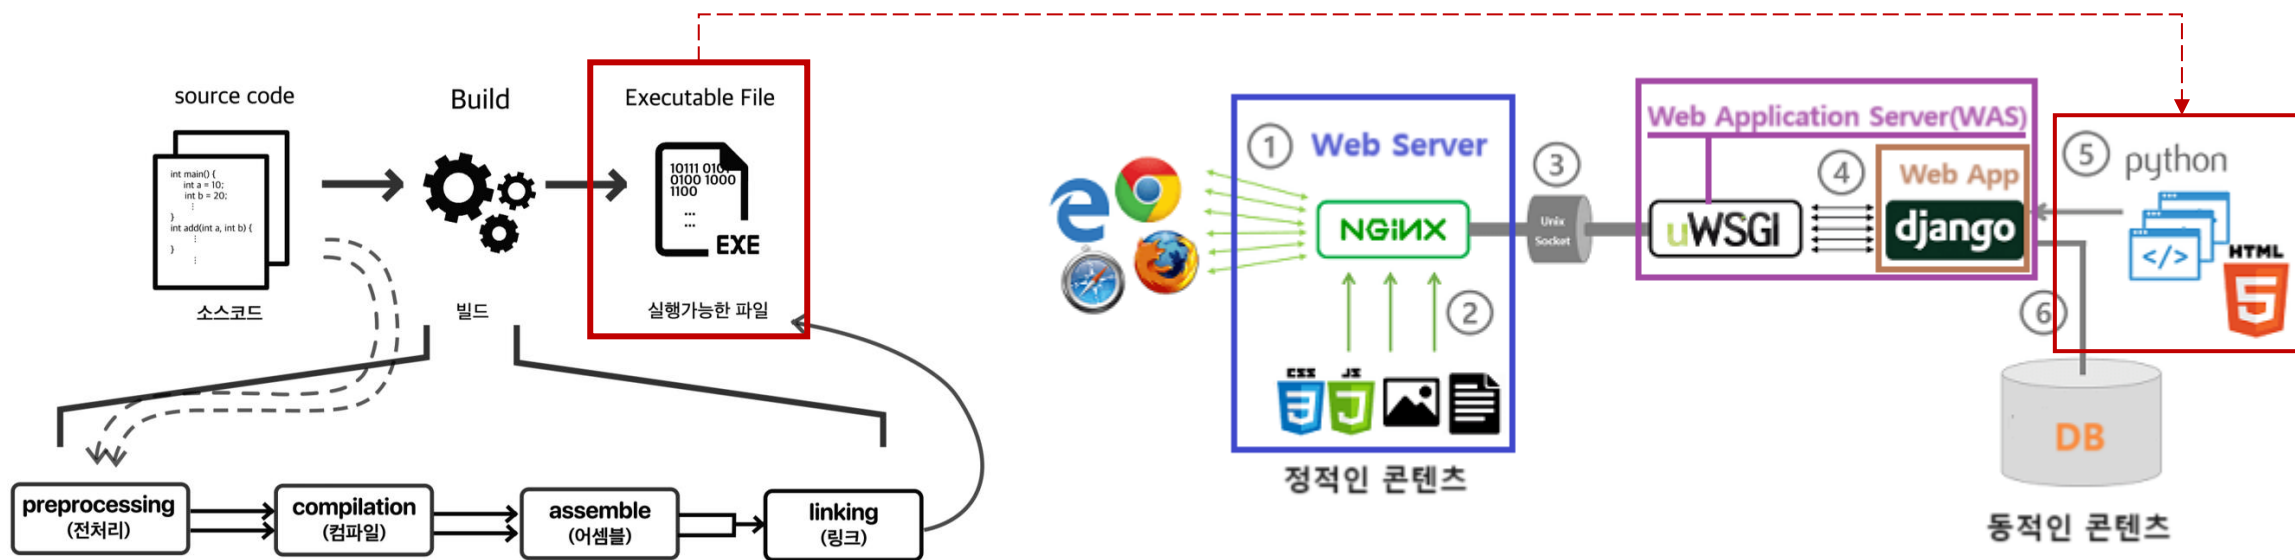 source code
int main() {
int a = 10;
int b = 20;
⋮
}
int add(int a, int b) {
⋮
}
⋮
소스코드
Build
빌드
Executable File
10111 0101
0100 1000
1100
...
...
EXE
실행가능한 파일
preprocessing
(전처리)
compilation
(컴파일)
assemble
(어셈블)
linking
(링크)
① Web Server
NGINX
②
CSS
JS
정적인 콘텐츠
③
Unix
Socket
Web Application Server(WAS)
uWSGI
④
Web App
django
⑤ python
</>
HTML
5
⑥
DB
동적인 콘텐츠